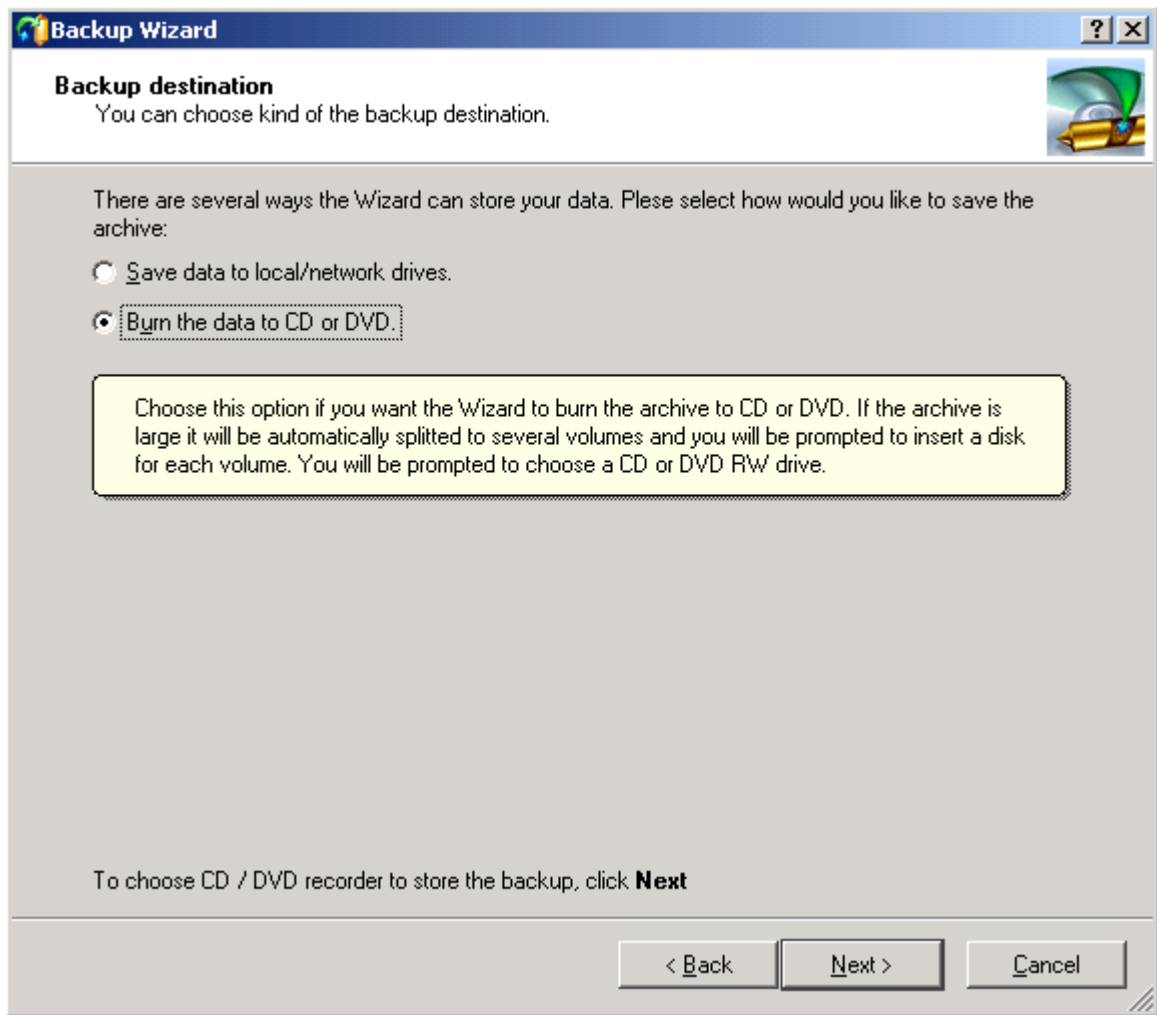 Backup Wizard
Backup destination
You can choose kind of the backup destination.
There are several ways the Wizard can store your data. Plese select how would you like to save the
archive:
Save data to local/network drives.
Burn the data to CD or DVD.
Choose this option if you want the Wizard to burn the archive to CD or DVD. If the archive is
large it will be automatically splitted to several volumes and you will be prompted to insert a disk
for each volume. You will be prompted to choose a CD or DVD RW drive.
To choose CD / DVD recorder to store the backup, click Next
< Back Next > Cancel